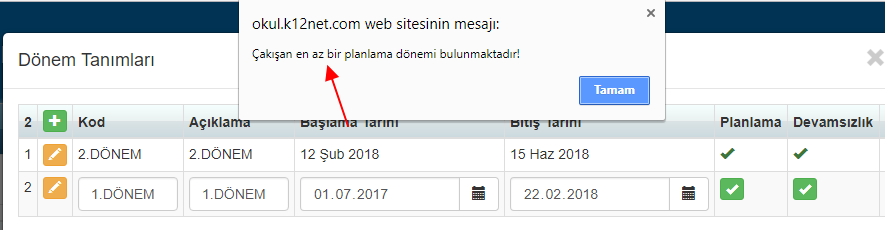 okul.k12net.com web sitesinin mesajı:
Dönem Tanımları
Çakışan en az bir planlama dönemi bulunmaktadır!
Tamam
2 Kod Açıklama Başlama Tarihi Bitiş Tarihi Planlama Devamsızlık
1 2.DÖNEM 2.DÖNEM 12 Şub 2018 15 Haz 2018
2 1.DÖNEM 1.DÖNEM 01.07.2017 22.02.2018